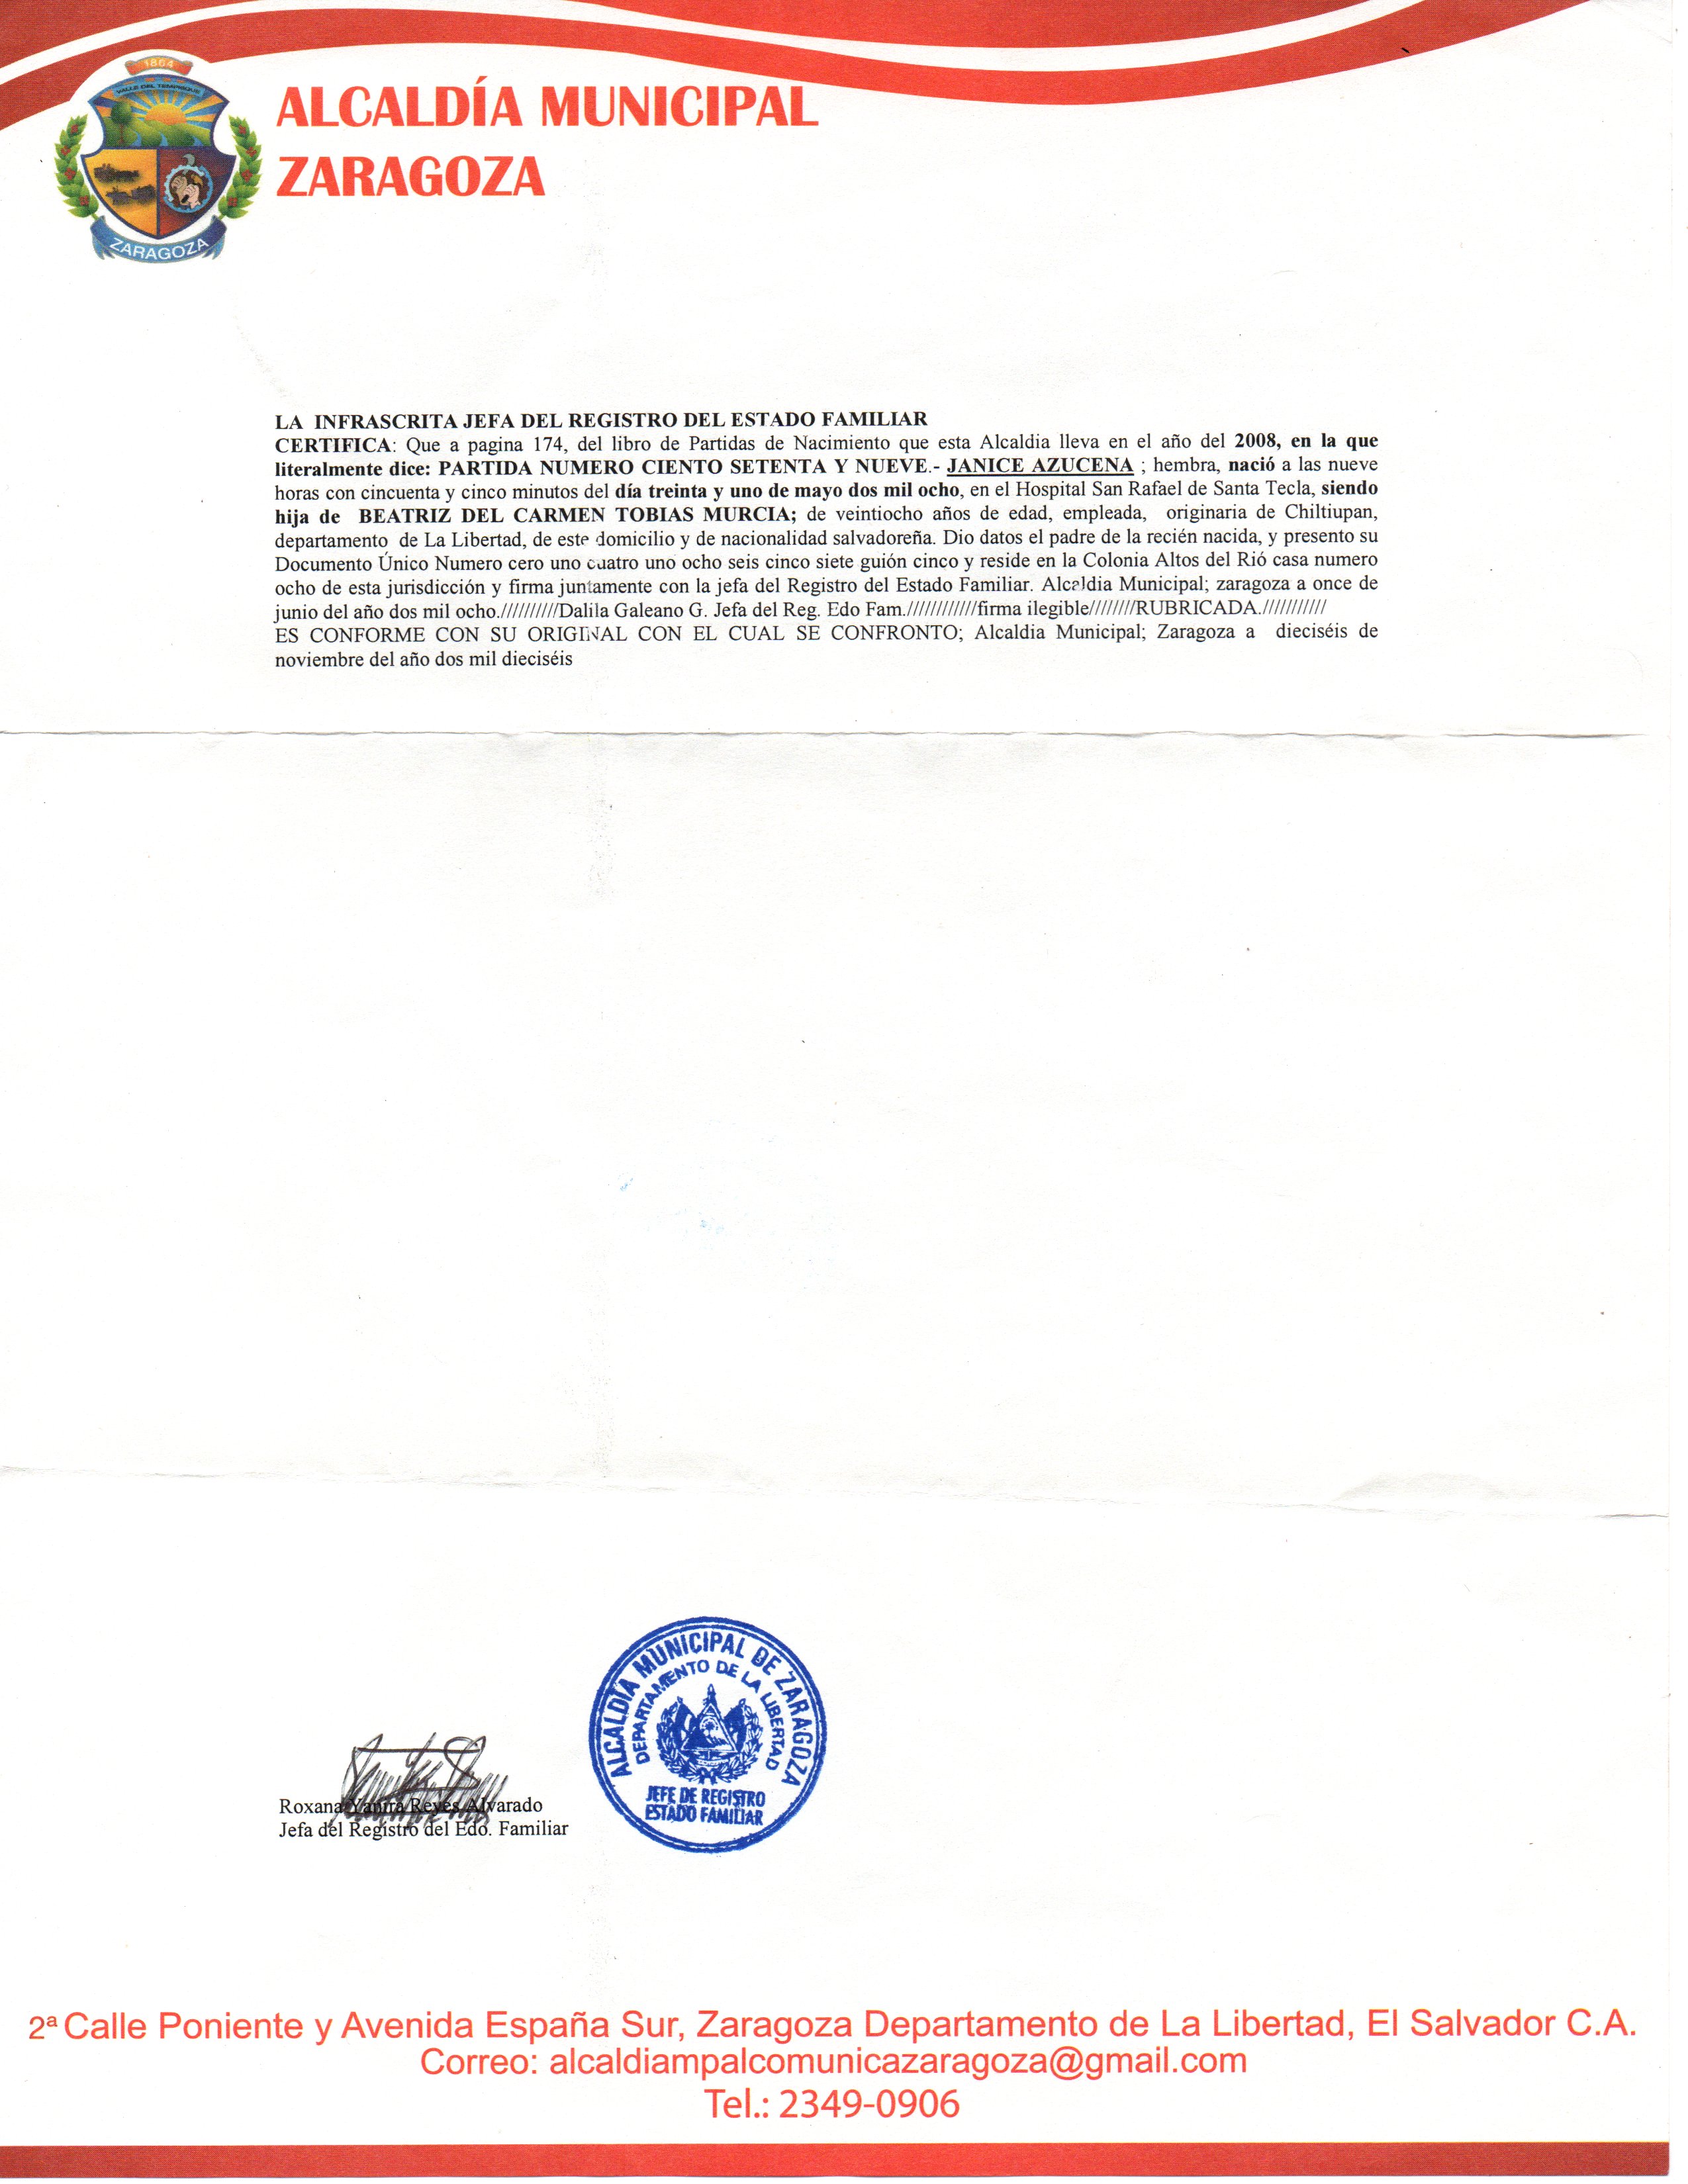 1864
VALLE DEL TEMPISQUE
ZARAGOZA
ALCALDÍA MUNICIPAL
ZARAGOZA
LA INFRASCRITA JEFA DEL REGISTRO DEL ESTADO FAMILIAR
CERTIFICA: Que a pagina 174, del libro de Partidas de Nacimiento que esta Alcaldia lleva en el año del 2008, en la que
literalmente dice: PARTIDA NUMERO CIENTO SETENTA Y NUEVE.- JANICE AZUCENA ; hembra, nació a las nueve
horas con cincuenta y cinco minutos del día treinta y uno de mayo dos mil ocho, en el Hospital San Rafael de Santa Tecla, siendo
hija de BEATRIZ DEL CARMEN TOBIAS MURCIA; de veintiocho años de edad, empleada, originaria de Chiltiupan,
departamento de La Libertad, de este domicilio y de nacionalidad salvadoreña. Dio datos el padre de la recién nacida, y presento su
Documento Único Numero cero uno cuatro uno ocho seis cinco siete guión cinco y reside en la Colonia Altos del Rió casa numero
ocho de esta jurisdicción y firma juntamente con la jefa del Registro del Estado Familiar. Alcaldia Municipal; zaragoza a once de
junio del año dos mil ocho.//////////Dalila Galeano G. Jefa del Reg. Edo Fam.////////////firma ilegible////////RUBRICADA.///////////
ES CONFORME CON SU ORIGINAL CON EL CUAL SE CONFRONTO; Alcaldia Municipal; Zaragoza a dieciséis de
noviembre del año dos mil dieciséis
ALCALDÍA MUNICIPAL DE ZARAGOZA
DEPARTAMENTO DE LA LIBERTAD
JEFE DE REGISTRO
ESTADO FAMILIAR
Roxana Yanira Reyes Alvarado
Jefa del Registro del Edo. Familiar
2ª Calle Poniente y Avenida España Sur, Zaragoza Departamento de La Libertad, El Salvador C.A.
Correo: alcaldiampalcomunicazaragoza@gmail.com
Tel.: 2349-0906